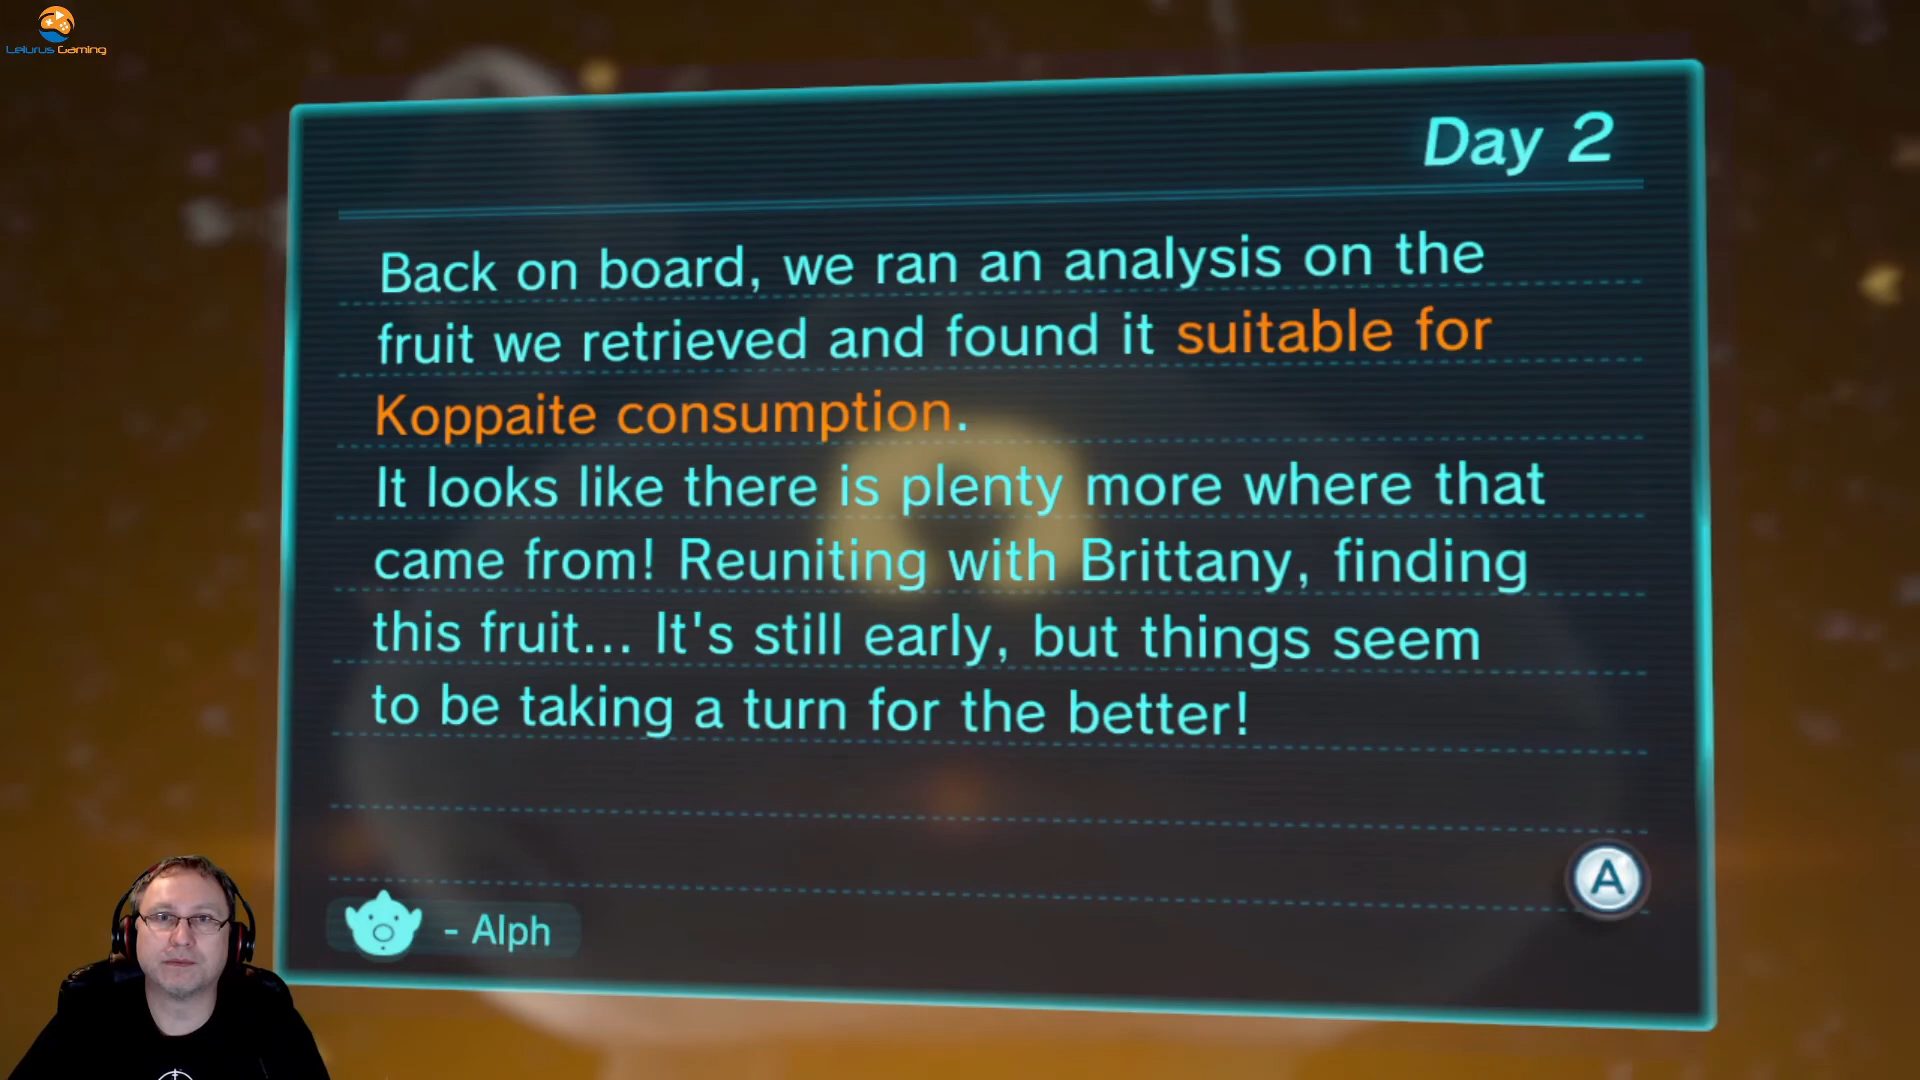 Leiurus Gaming
Day 2
Back on board, we ran an analysis on the
fruit we retrieved and found it suitable for
Koppaite consumption.
It looks like there is plenty more where that
came from! Reuniting with Brittany, finding
this fruit... It's still early, but things seem
to be taking a turn for the better!
A
- Alph